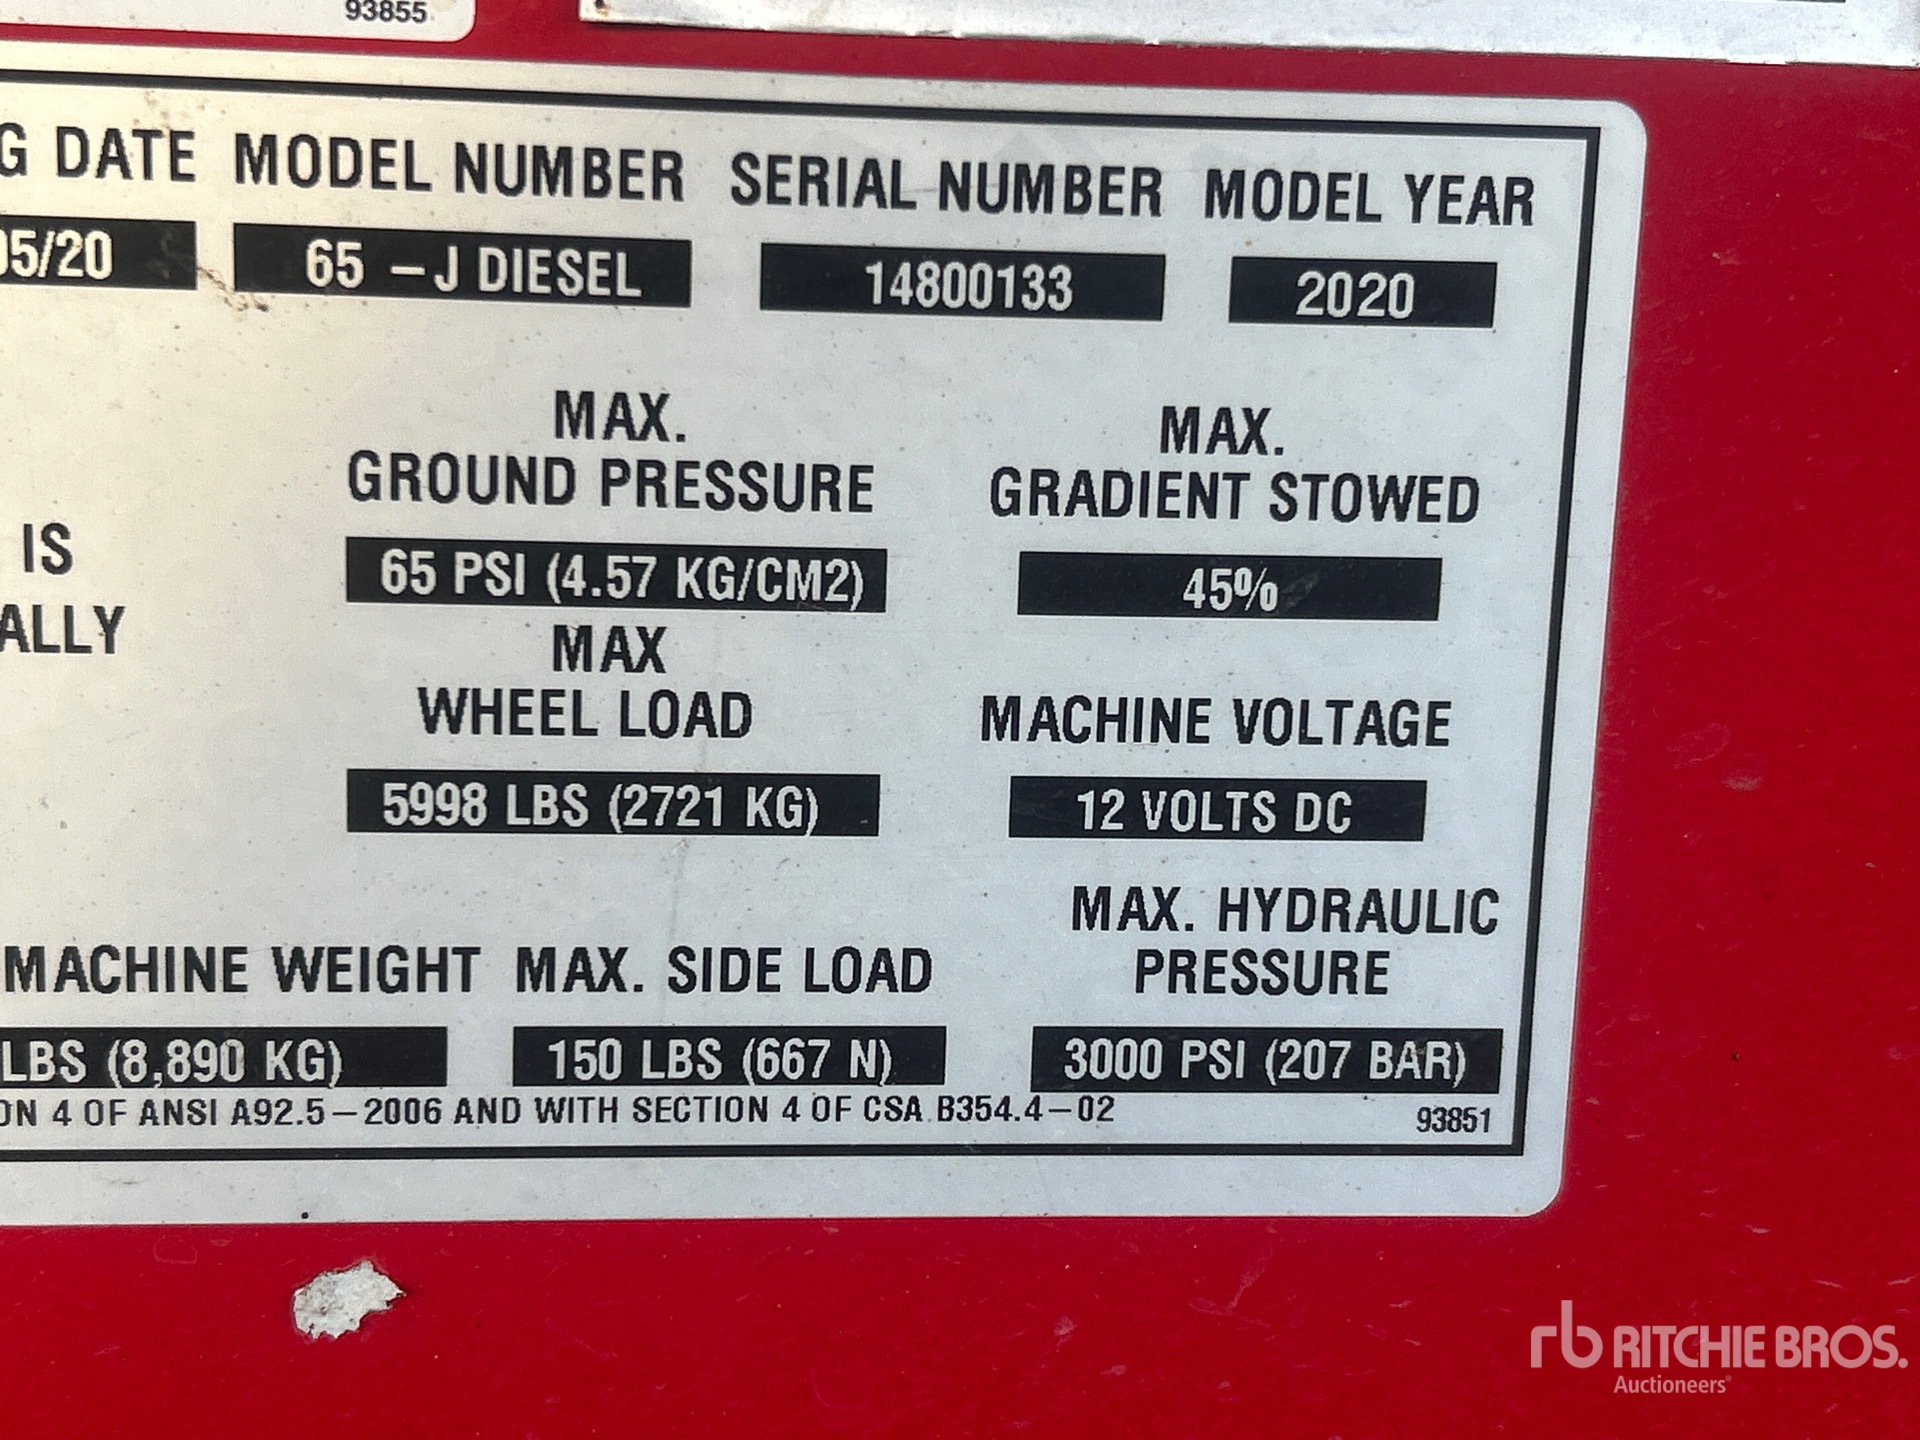 93855
G DATE MODEL NUMBER SERIAL NUMBER MODEL YEAR
05/20 65 -J DIESEL 14800133 2020
MAX. GROUND PRESSURE
65 PSI (4.57 KG/CM2)
MAX. GRADIENT STOWED
45%
IS
ALLY
MAX WHEEL LOAD
5998 LBS (2721 KG)
MACHINE VOLTAGE
12 VOLTS DC
MACHINE WEIGHT MAX. SIDE LOAD MAX. HYDRAULIC PRESSURE
LBS (8,890 KG) 150 LBS (667 N) 3000 PSI (207 BAR)
ON 4 OF ANSI A92.5-2006 AND WITH SECTION 4 OF CSA B354.4-02 93851
rb RITCHIE BROS.
Auctioneers